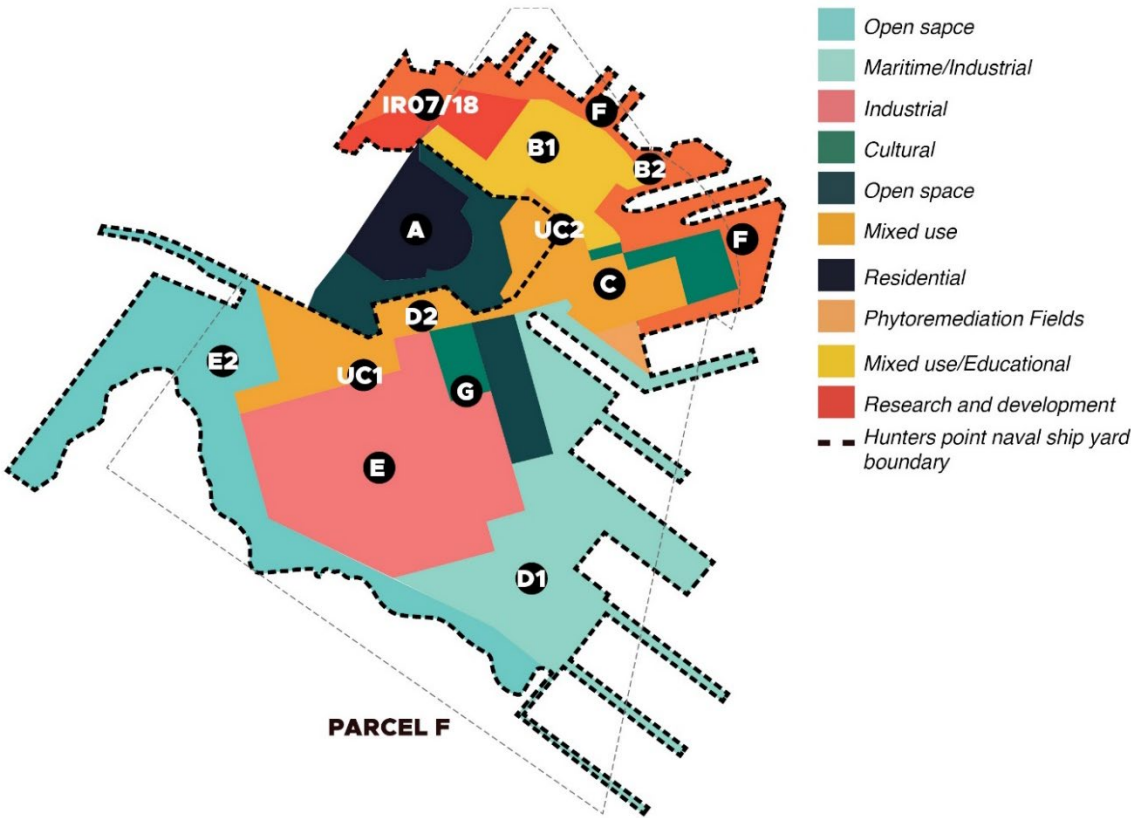 IR07/18
F
B1
B2
A
UC2
F
C
D2
E2
UC1
G
E
D1
PARCEL F
Open sapce
Maritime/Industrial
Industrial
Cultural
Open space
Mixed use
Residential
Phytoremediation Fields
Mixed use/Educational
Research and development
Hunters point naval ship yard
boundary